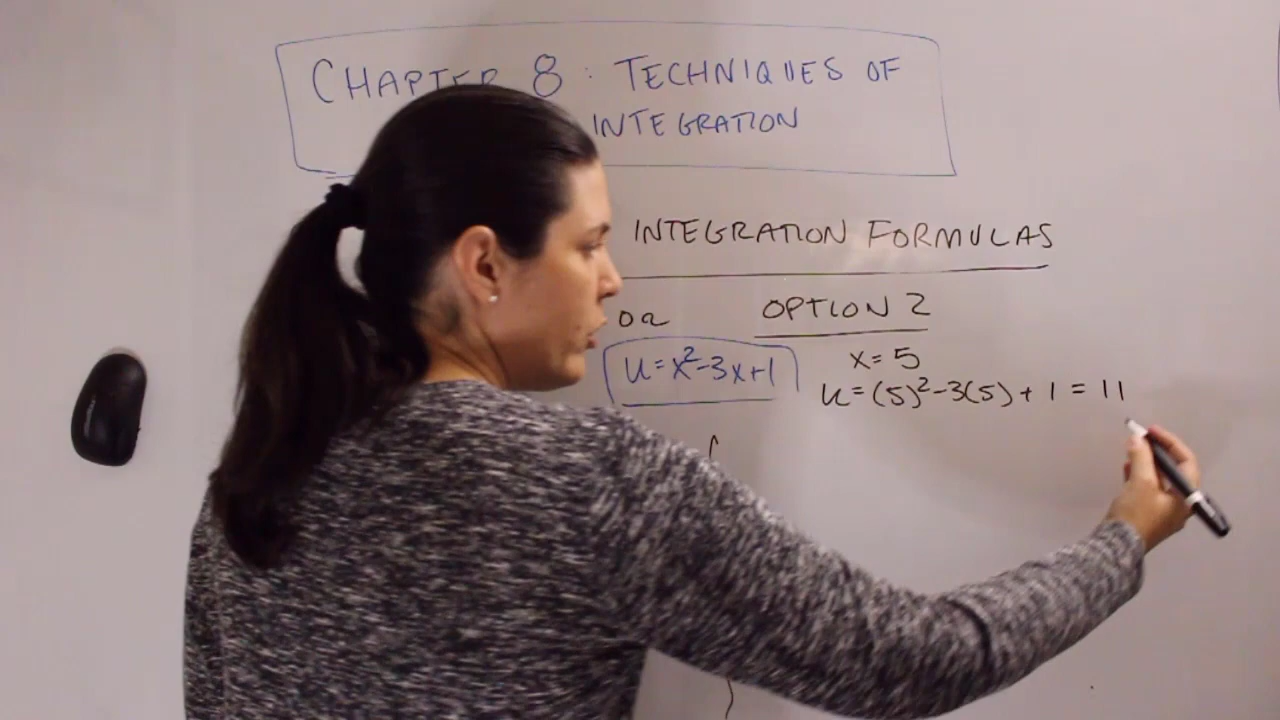 CHAPTER 8: TECHNIQUES OF
INTEGRATION
INTEGRATION FORMULAS
OR OPTION 2
u=x²-3x+1
x=5
u=(5)²-3(5)+1=11